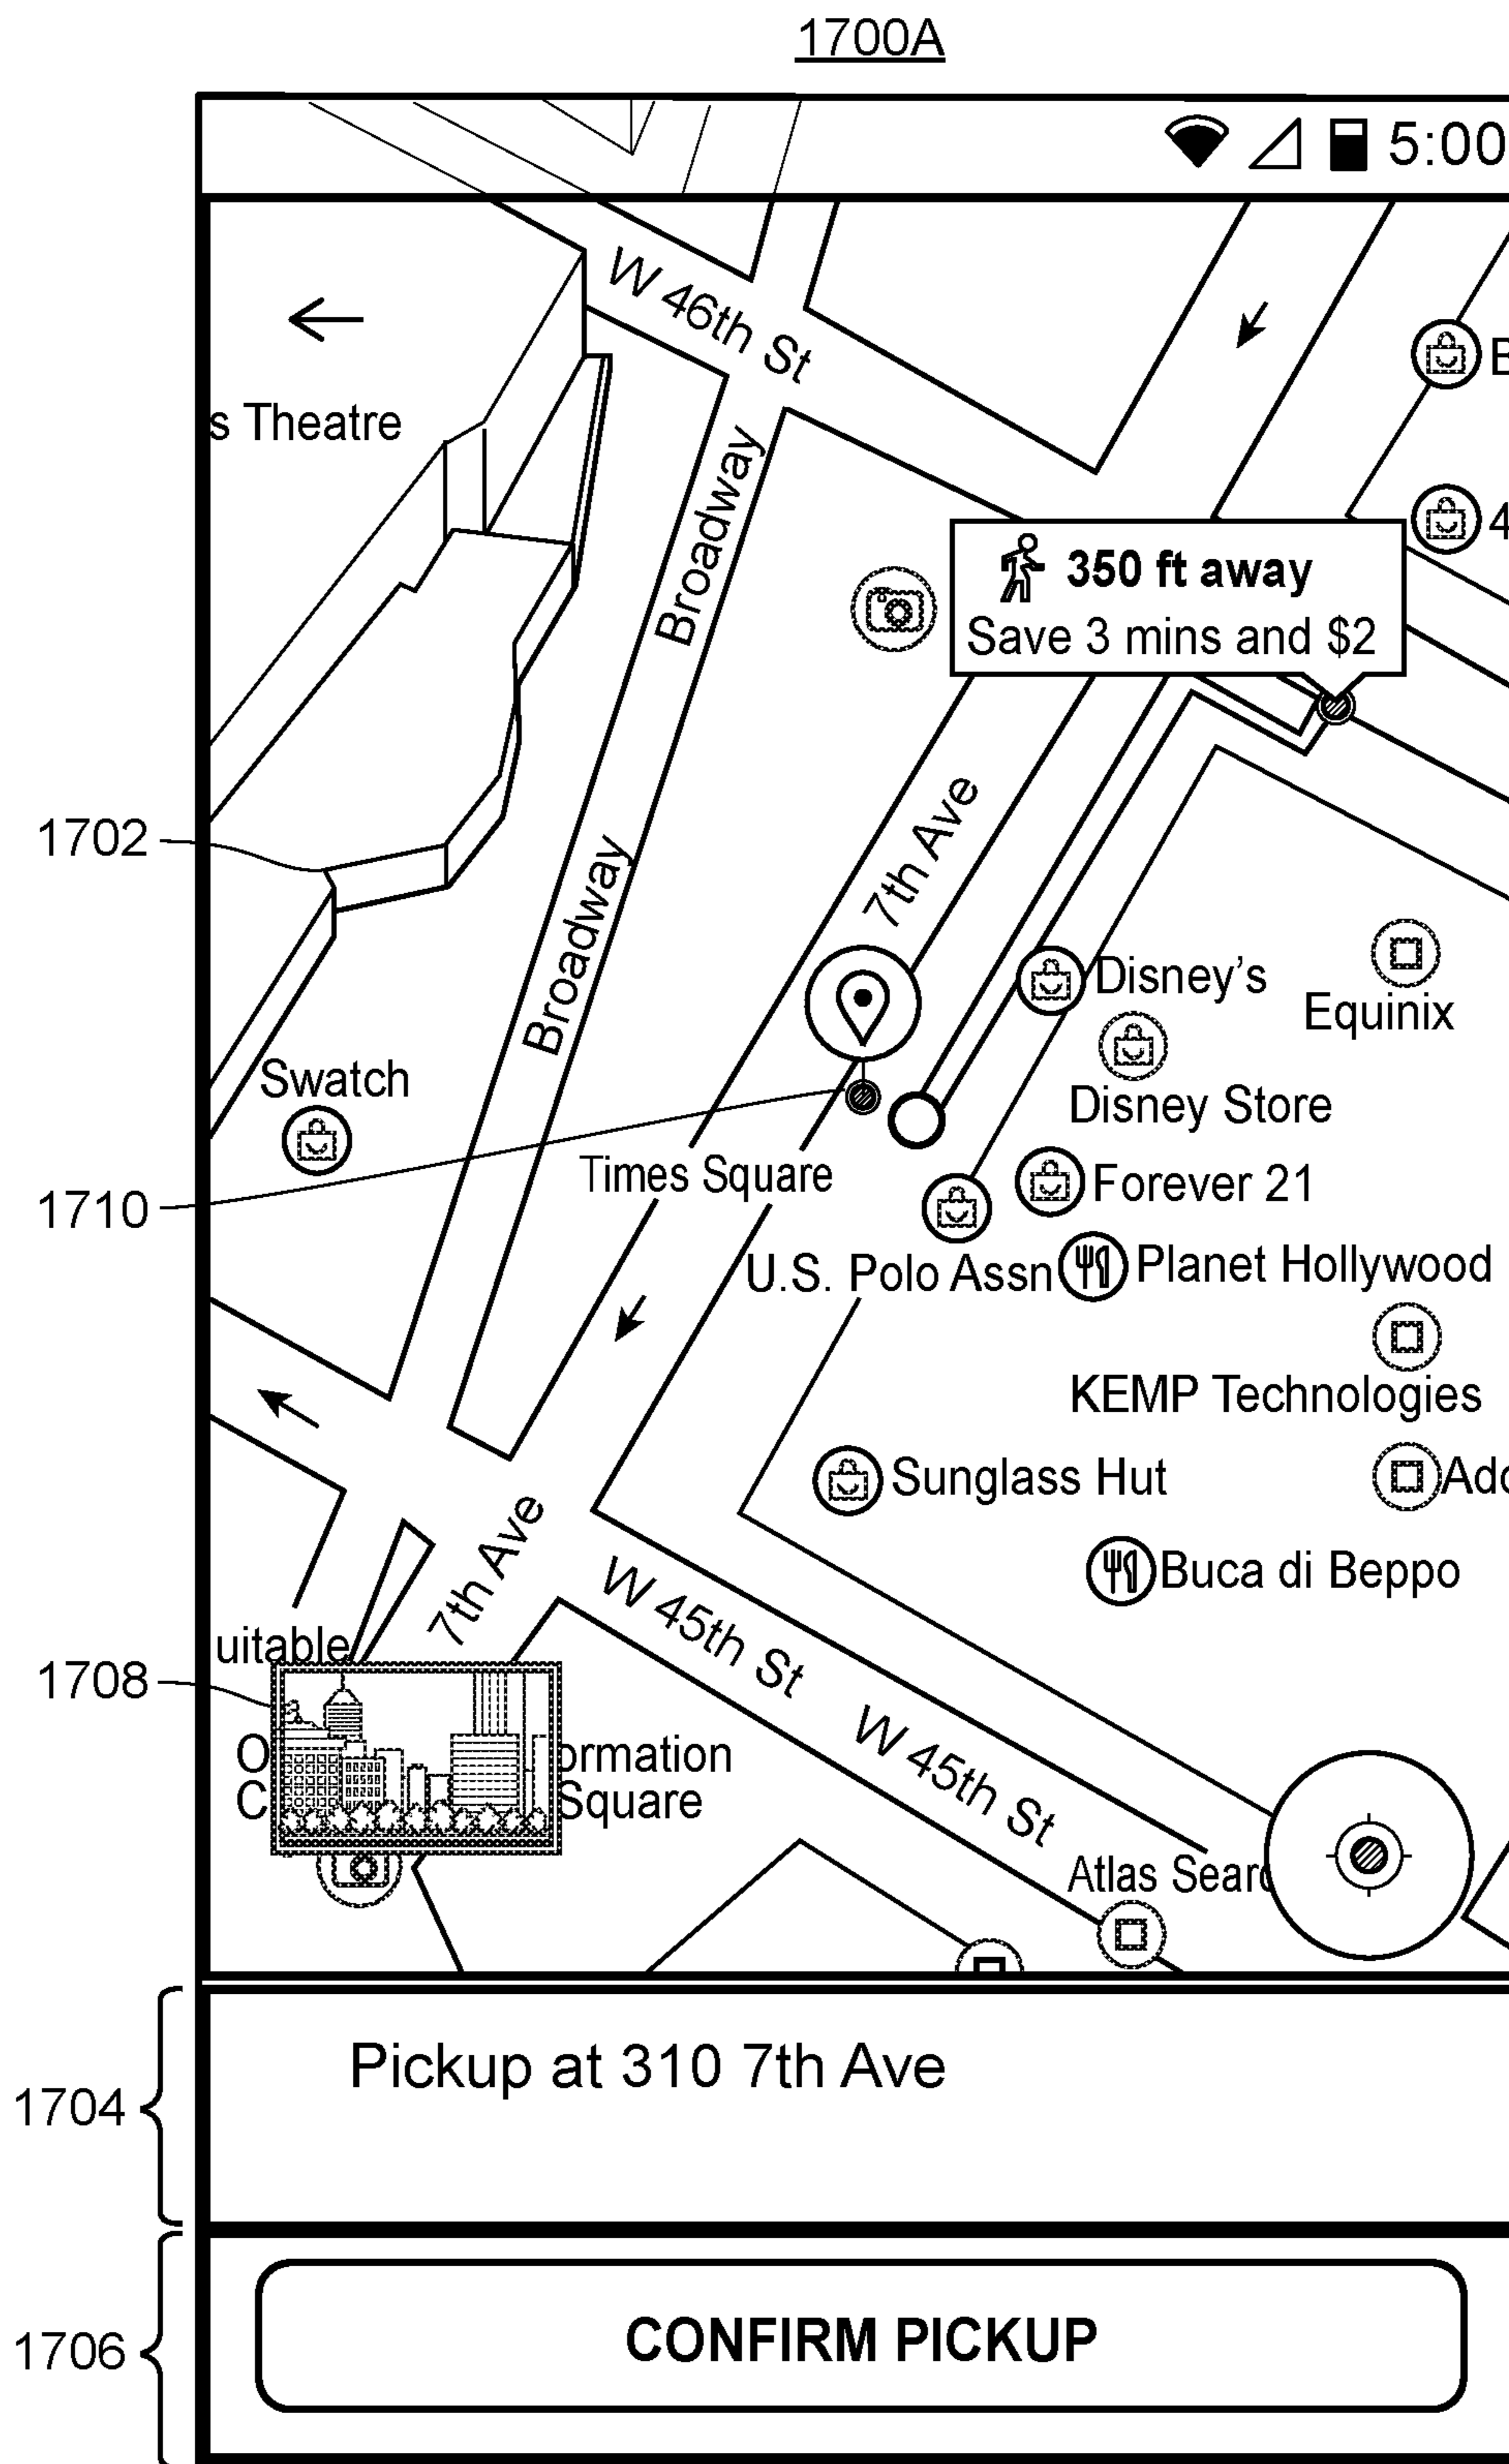 1700A
5:00
W 46th St
B
s Theatre
4
Broadway
350 ft away
Save 3 mins and $2
1702
7th Ave
Broadway
Disney's
Equinix
Swatch
Disney Store
1710
Times Square
Forever 21
U.S. Polo Assn
Planet Hollywood
KEMP Technologies
Sunglass Hut
Ado
7th Ave
Buca di Beppo
W 45th St
uitable
1708
O
ormation
W 45th St
C
Square
Atlas Searc
Pickup at 310 7th Ave
1704
CONFIRM PICKUP
1706